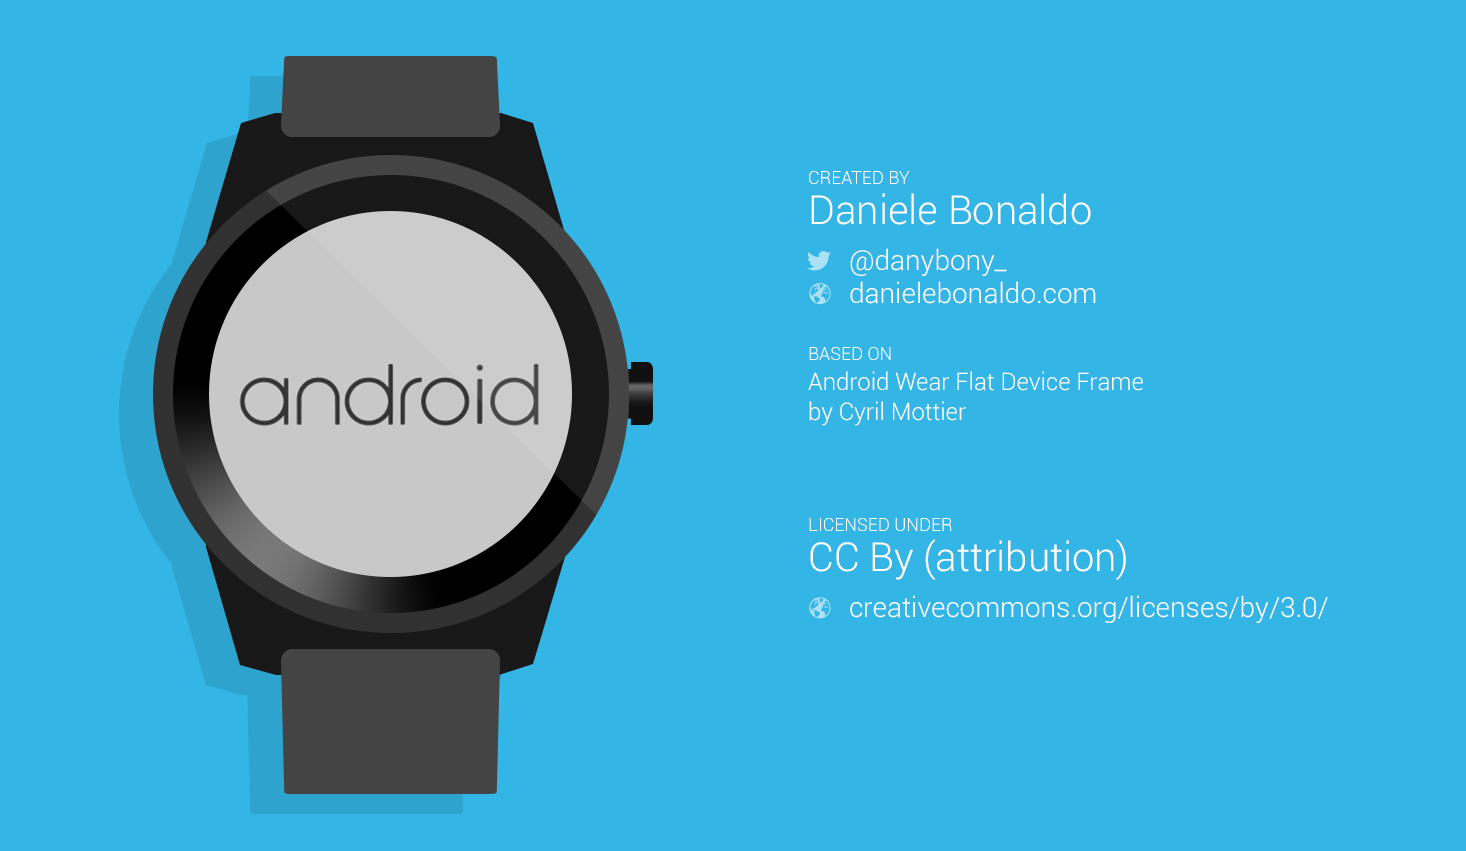 android
CREATED BY
Daniele Bonaldo
@danybony_
danielebonaldo.com
BASED ON
Android Wear Flat Device Frame
by Cyril Mottier
LICENSED UNDER
CC By (attribution)
creativecommons.org/licenses/by/3.0/